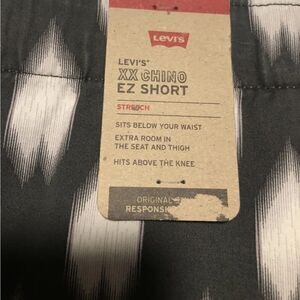 Levi's
LEVI'S®
XX CHINO
EZ SHORT
STRETCH
SITS BELOW YOUR WAIST
EXTRA ROOM IN
THE SEAT AND THIGH
HITS ABOVE THE KNEE
ORIGINAL